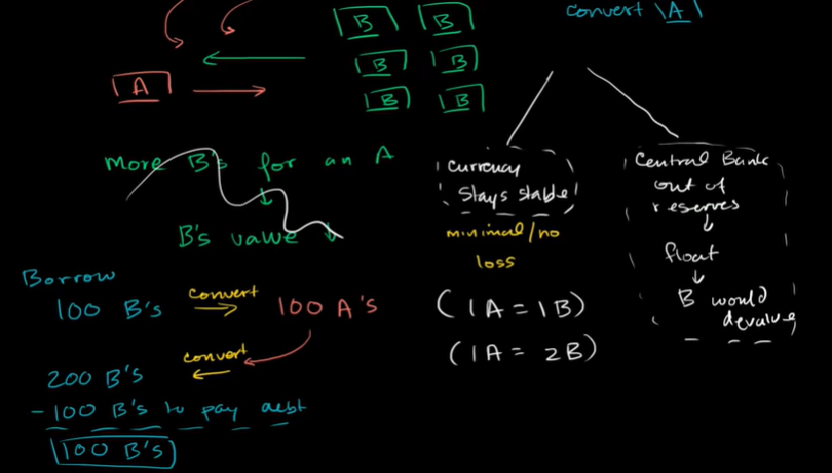 convert A
B B
B B
A
B B
More B's for an A
↓
B's value ↓
currency
stays stable
minimal/no
loss
Central Bank
out of
reserves
↓
float
↓
B would
devalue
Borrow
100 B's convert → 100 A's
(1A = 1B)
convert ←
200 B's
(1A = 2B)
-100 B's to pay debt
100 B's